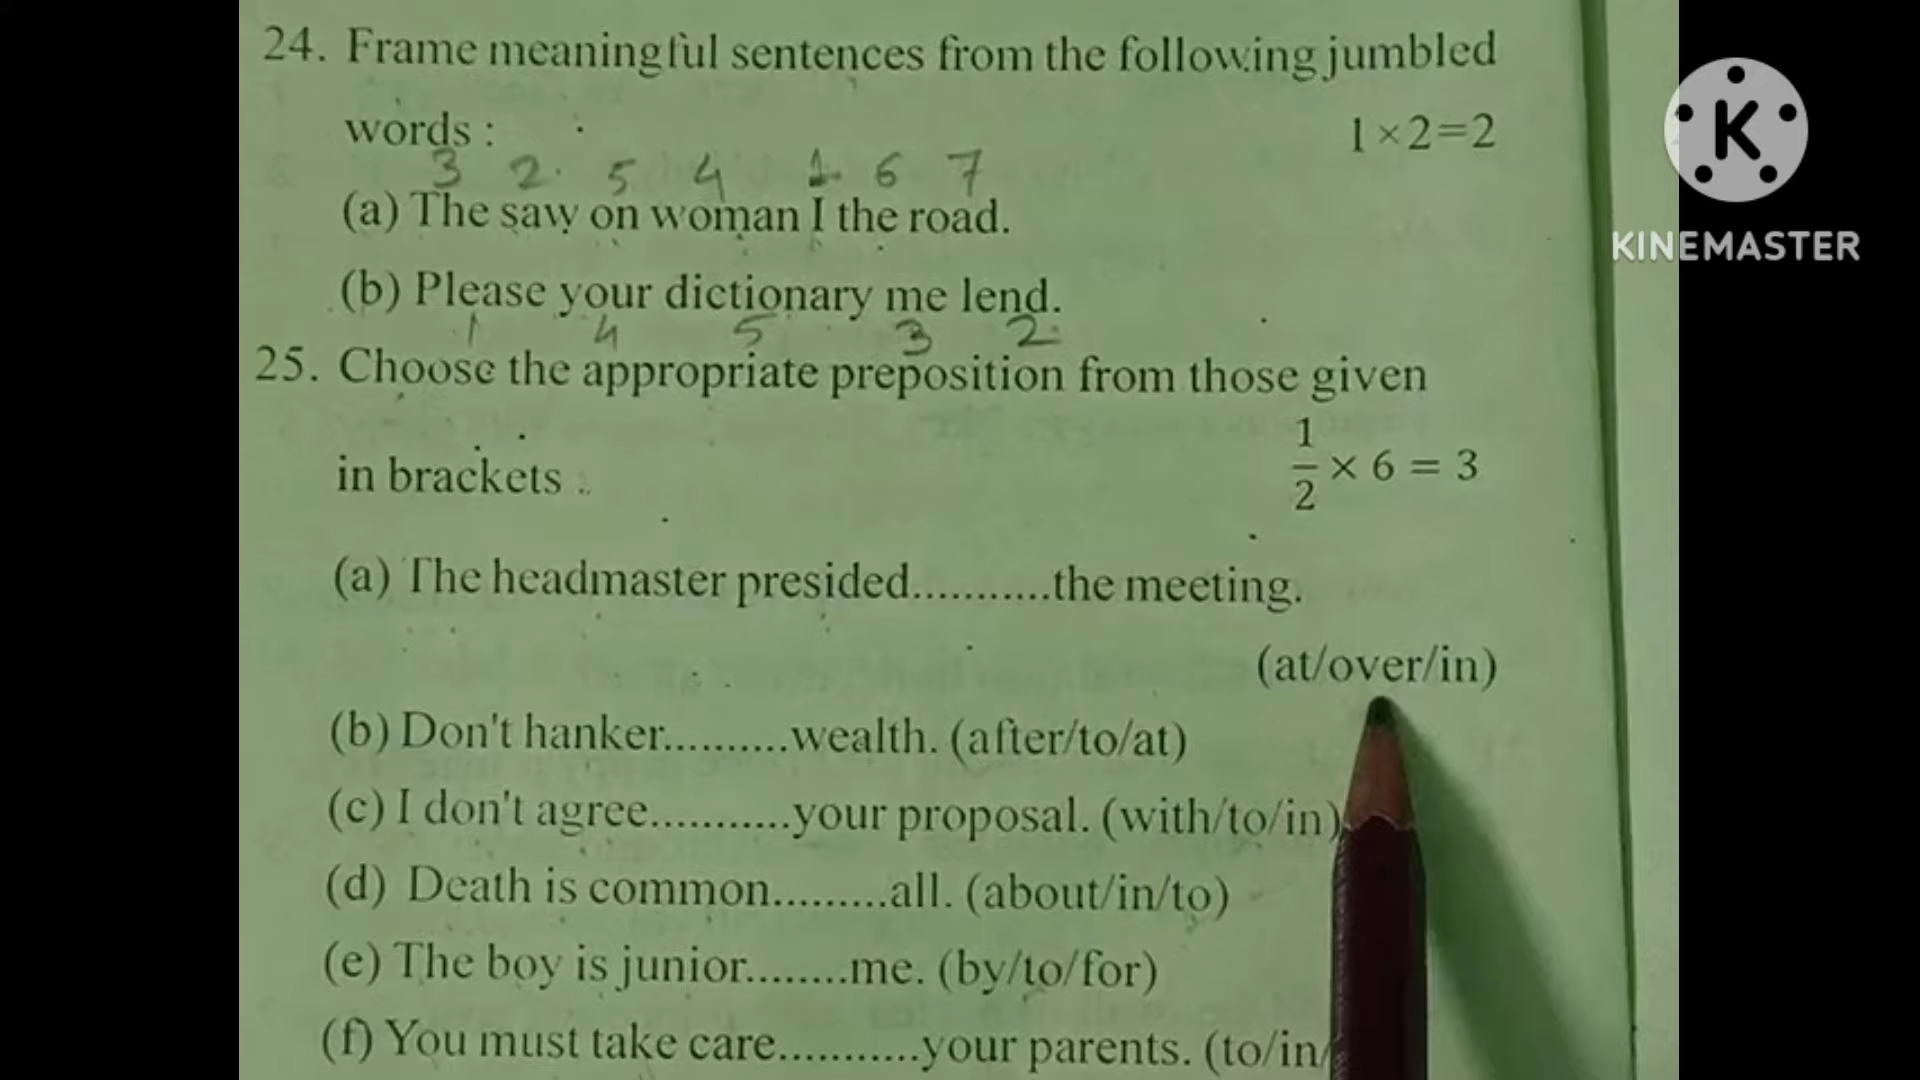 24. Frame meaningful sentences from the following jumbled
words : 1×2=2
3 2 5 4 1 6 7
(a) The saw on woman I the road.
(b) Please your dictionary me lend.
1 4 5 3 2
25. Choose the appropriate preposition from those given
in brackets : 1/2 × 6 = 3
(a) The headmaster presided...........the meeting.
(at/over/in)
(b) Don't hanker..........wealth. (after/to/at)
(c) I don't agree...........your proposal. (with/to/in)
(d) Death is common.........all. (about/in/to)
(e) The boy is junior........me. (by/to/for)
(f) You must take care...........your parents. (to/in/
K
KINEMASTER